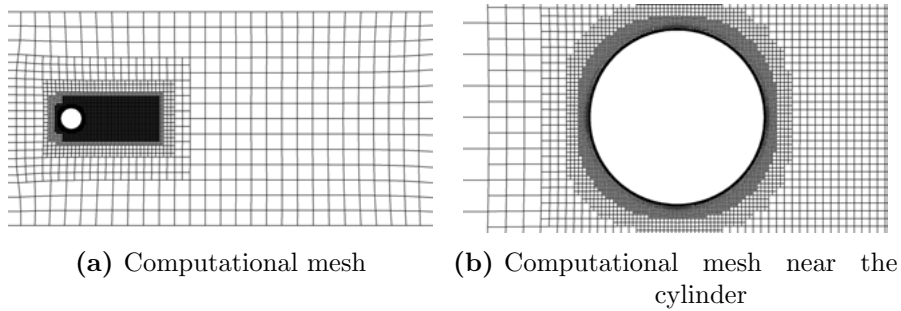 (a) Computational mesh
(b) Computational mesh near the
cylinder